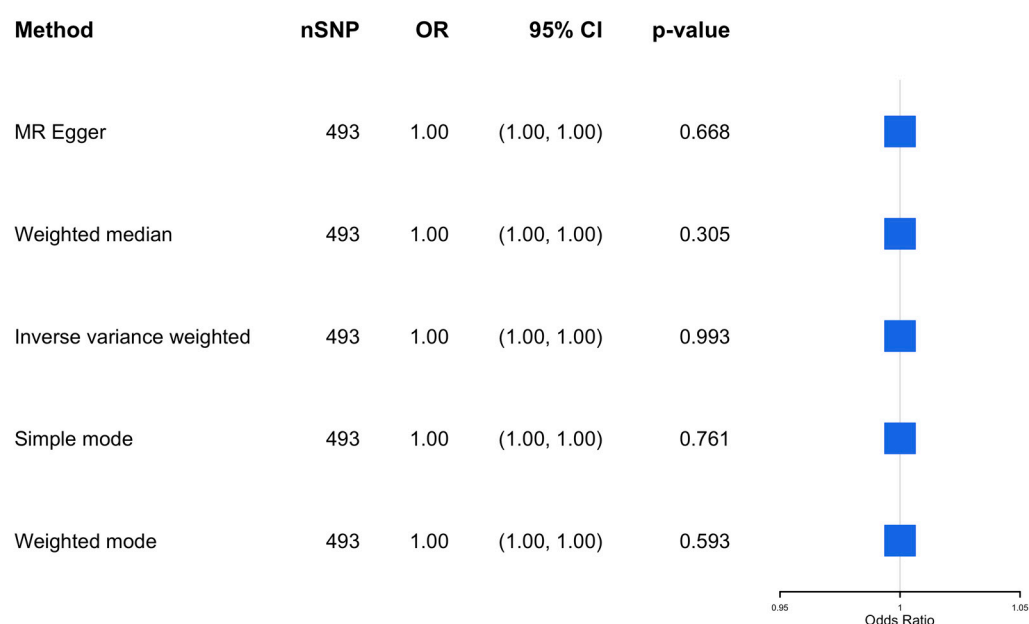 Method nSNP OR 95% CI p-value
MR Egger 493 1.00 (1.00, 1.00) 0.668
Weighted median 493 1.00 (1.00, 1.00) 0.305
Inverse variance weighted 493 1.00 (1.00, 1.00) 0.993
Simple mode 493 1.00 (1.00, 1.00) 0.761
Weighted mode 493 1.00 (1.00, 1.00) 0.593
0.95 1 1.05
Odds Ratio